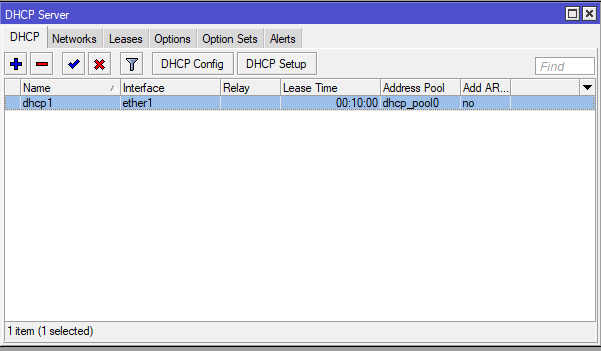 DHCP Server
DHCP Networks Leases Options Option Sets Alerts
DHCP Config DHCP Setup Find
Name Interface Relay Lease Time Address Pool Add AR...
dhcp1 ether1 00:10:00 dhcp_pool0 no
1 item (1 selected)